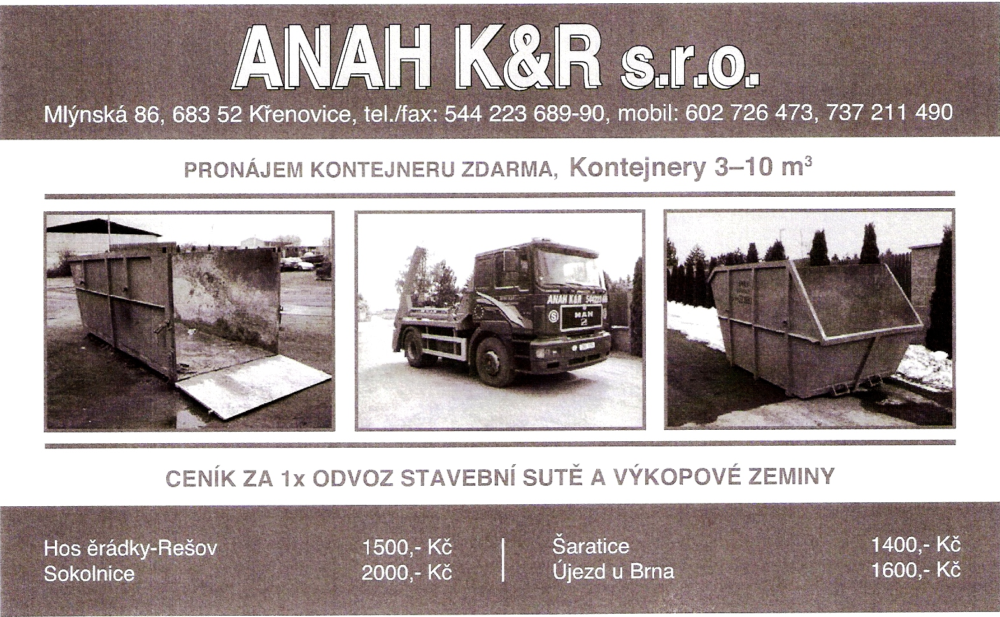 ANAH K&R s.r.o.
Mlýnská 86, 683 52 Křenovice, tel./fax: 544 223 689-90, mobil: 602 726 473, 737 211 490
PRONÁJEM KONTEJNERU ZDARMA, Kontejnery 3–10 m³
ANAH K&R 544223
MAN
CENÍK ZA 1x ODVOZ STAVEBNÍ SUTĚ A VÝKOPOVÉ ZEMINY
Hos ěrádky-Rešov 1500,- Kč
Sokolnice 2000,- Kč
Šaratice 1400,- Kč
Újezd u Brna 1600,- Kč